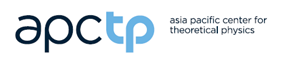 apctp
asia pacific center for
theoretical physics